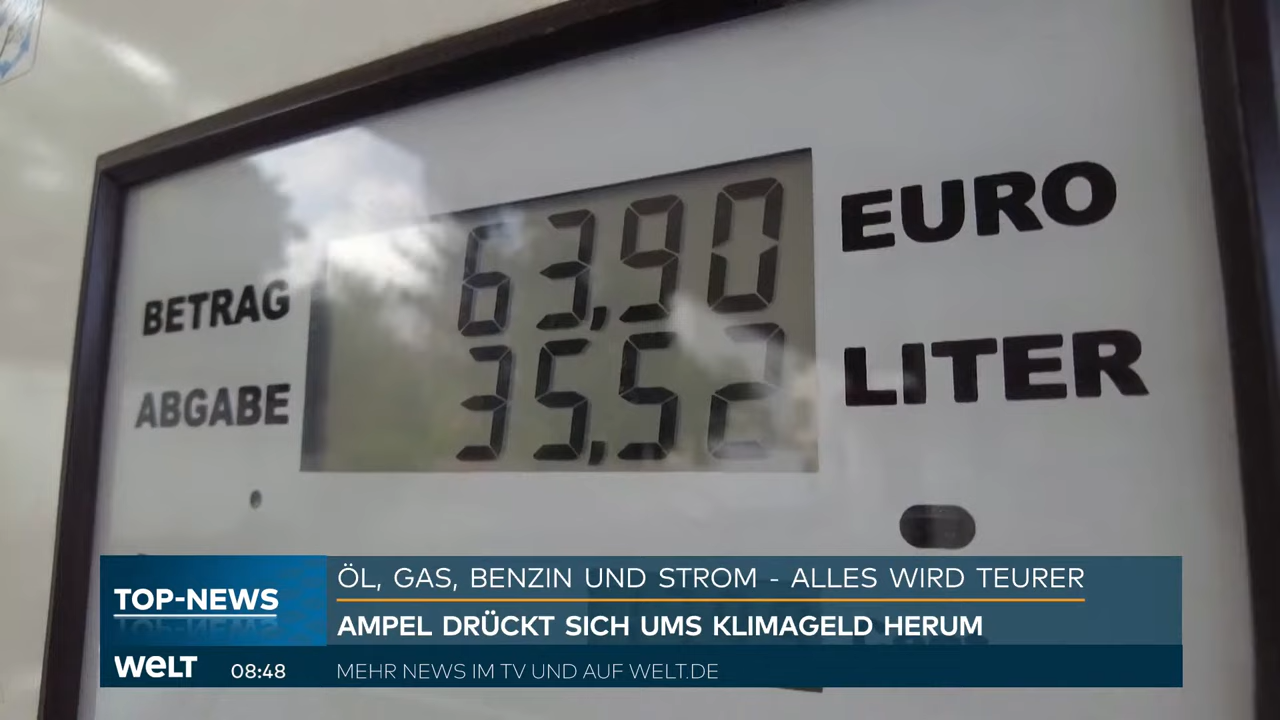 63,90 EURO
BETRAG
35,52 LITER
ABGABE
TOP-NEWS
ÖL, GAS, BENZIN UND STROM - ALLES WIRD TEURER
AMPEL DRÜCKT SICH UMS KLIMAGELD HERUM
WELT 08:48 MEHR NEWS IM TV UND AUF WELT.DE